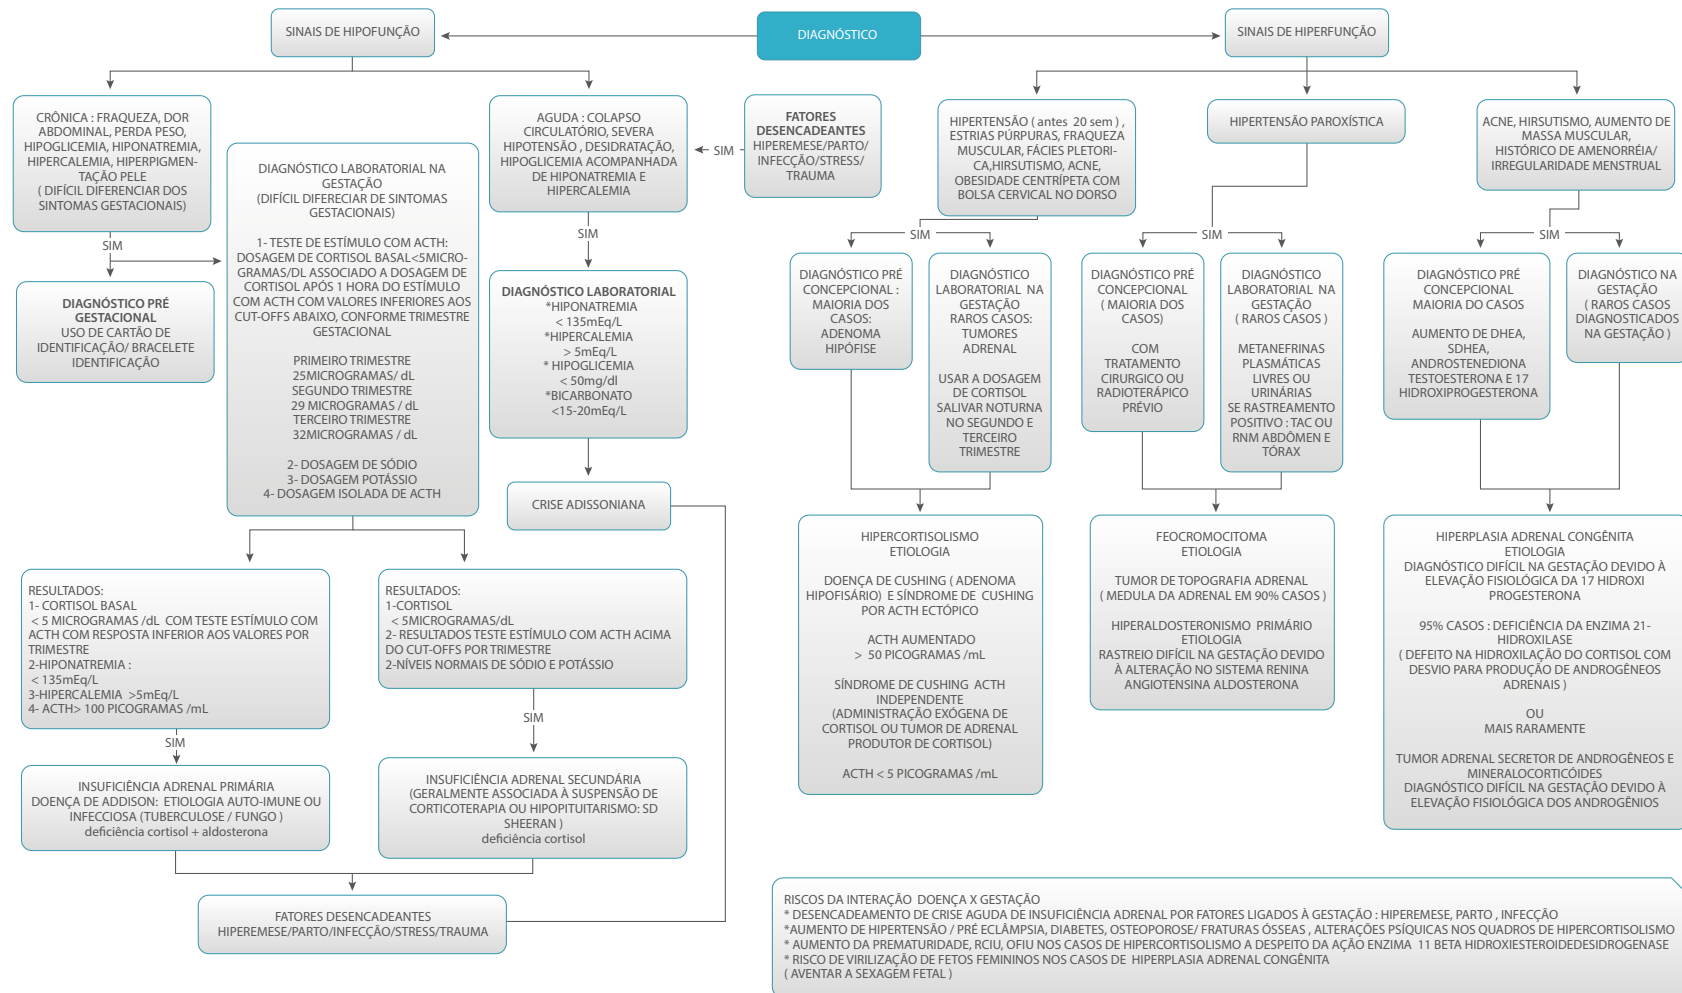 SINAIS DE HIPOFUNÇÃO
DIAGNÓSTICO
SINAIS DE HIPERFUNÇÃO
CRÔNICA : FRAQUEZA, DOR
ABDOMINAL, PERDA PESO,
HIPOGLICEMIA, HIPONATREMIA,
HIPERCALEMIA, HIPERPIGMEN-
TAÇÃO PELE
( DIFÍCIL DIFERENCIAR DOS
SINTOMAS GESTACIONAIS)
SIM
DIAGNÓSTICO PRÉ
GESTACIONAL
USO DE CARTÃO DE
IDENTIFICAÇÃO/ BRACELETE
IDENTIFICAÇÃO
DIAGNÓSTICO LABORATORIAL NA
GESTAÇÃO
(DIFÍCIL DIFERECIAR DE SINTOMAS
GESTACIONAIS)
1- TESTE DE ESTÍMULO COM ACTH:
DOSAGEM DE CORTISOL BASAL<5MICRO-
GRAMAS/DL ASSOCIADO A DOSAGEM DE
CORTISOL APÓS 1 HORA DO ESTÍMULO
COM ACTH COM VALORES INFERIORES AOS
CUT-OFFS ABAIXO, CONFORME TRIMESTRE
GESTACIONAL
PRIMEIRO TRIMESTRE
25MICROGRAMAS/ dL
SEGUNDO TRIMESTRE
29 MICROGRAMAS / dL
TERCEIRO TRIMESTRE
32MICROGRAMAS / dL
2- DOSAGEM DE SÓDIO
3- DOSAGEM POTÁSSIO
4- DOSAGEM ISOLADA DE ACTH
AGUDA : COLAPSO
CIRCULATÓRIO, SEVERA
HIPOTENSÃO , DESIDRATAÇÃO,
HIPOGLICEMIA ACOMPANHADA
DE HIPONATREMIA E
HIPERCALEMIA
SIM
FATORES
DESENCADEANTES
HIPEREMESE/PARTO/
INFECÇÃO/STRESS/
TRAUMA
SIM
DIAGNÓSTICO LABORATORIAL
*HIPONATREMIA
< 135mEq/L
*HIPERCALEMIA
> 5mEq/L
* HIPOGLICEMIA
< 50mg/dl
*BICARBONATO
<15-20mEq/L
CRISE ADISSONIANA
RESULTADOS:
1- CORTISOL BASAL
< 5 MICROGRAMAS /dL COM TESTE ESTÍMULO COM
ACTH COM RESPOSTA INFERIOR AOS VALORES POR
TRIMESTRE
2-HIPONATREMIA :
< 135mEq/L
3-HIPERCALEMIA >5mEq/L
4- ACTH> 100 PICOGRAMAS /mL
SIM
INSUFICIÊNCIA ADRENAL PRIMÁRIA
DOENÇA DE ADDISON: ETIOLOGIA AUTO-IMUNE OU
INFECCIOSA (TUBERCULOSE / FUNGO )
deficiência cortisol + aldosterona
RESULTADOS:
1-CORTISOL
< 5MICROGRAMAS/dL
2- RESULTADOS TESTE ESTÍMULO COM ACTH ACIMA
DO CUT-OFFS POR TRIMESTRE
2-NÍVEIS NORMAIS DE SÓDIO E POTÁSSIO
SIM
INSUFICIÊNCIA ADRENAL SECUNDÁRIA
(GERALMENTE ASSOCIADA À SUSPENSÃO DE
CORTICOTERAPIA OU HIPOPITUITARISMO: SD
SHEERAN )
deficiência cortisol
FATORES DESENCADEANTES
HIPEREMESE/PARTO/INFECÇÃO/STRESS/TRAUMA
HIPERTENSÃO ( antes 20 sem ) ,
ESTRIAS PÚRPURAS, FRAQUEZA
MUSCULAR, FÁCIES PLETORI-
CA,HIRSUTISMO, ACNE,
OBESIDADE CENTRÍPETA COM
BOLSA CERVICAL NO DORSO
SIM
DIAGNÓSTICO PRÉ
CONCEPCIONAL :
MAIORIA DOS
CASOS:
ADENOMA
HIPÓFISE
DIAGNÓSTICO
LABORATORIAL NA
GESTAÇÃO
RAROS CASOS:
TUMORES
ADRENAL
USAR A DOSAGEM
DE CORTISOL
SALIVAR NOTURNA
NO SEGUNDO E
TERCEIRO
TRIMESTRE
HIPERCORTISOLISMO
ETIOLOGIA
DOENÇA DE CUSHING ( ADENOMA
HIPOFISÁRIO) E SÍNDROME DE CUSHING
POR ACTH ECTÓPICO
ACTH AUMENTADO
> 50 PICOGRAMAS /mL
SÍNDROME DE CUSHING ACTH
INDEPENDENTE
(ADMINISTRAÇÃO EXÓGENA DE
CORTISOL OU TUMOR DE ADRENAL
PRODUTOR DE CORTISOL)
ACTH < 5 PICOGRAMAS /mL
HIPERTENSÃO PAROXÍSTICA
SIM
DIAGNÓSTICO PRÉ
CONCEPCIONAL
( MAIORIA DOS
CASOS)
COM
TRATAMENTO
CIRURGICO OU
RADIOTERÁPICO
PRÉVIO
DIAGNÓSTICO
LABORATORIAL NA
GESTAÇÃO
( RAROS CASOS )
METANEFRINAS
PLASMÁTICAS
LIVRES OU
URINÁRIAS
SE RASTREAMENTO
POSITIVO : TAC OU
RNM ABDÔMEN E
TÓRAX
FEOCROMOCITOMA
ETIOLOGIA
TUMOR DE TOPOGRAFIA ADRENAL
( MEDULA DA ADRENAL EM 90% CASOS )
HIPERALDOSTERONISMO PRIMÁRIO
ETIOLOGIA
RASTREIO DIFÍCIL NA GESTAÇÃO DEVIDO
À ALTERAÇÃO NO SISTEMA RENINA
ANGIOTENSINA ALDOSTERONA
ACNE, HIRSUTISMO, AUMENTO DE
MASSA MUSCULAR,
HISTÓRICO DE AMENORRÉIA/
IRREGULARIDADE MENSTRUAL
SIM
DIAGNÓSTICO PRÉ
CONCEPCIONAL
MAIORIA DO CASOS
AUMENTO DE DHEA,
SDHEA,
ANDROSTENEDIONA
TESTOESTERONA E 17
HIDROXIPROGESTERONA
DIAGNÓSTICO NA
GESTAÇÃO
( RAROS CASOS
DIAGNOSTICADOS
NA GESTAÇÃO )
HIPERPLASIA ADRENAL CONGÊNITA
ETIOLOGIA
DIAGNÓSTICO DIFÍCIL NA GESTAÇÃO DEVIDO À
ELEVAÇÃO FISIOLÓGICA DA 17 HIDROXI
PROGESTERONA
95% CASOS : DEFICIÊNCIA DA ENZIMA 21-
HIDROXILASE
( DEFEITO NA HIDROXILAÇÃO DO CORTISOL COM
DESVIO PARA PRODUÇÃO DE ANDROGÊNEOS
ADRENAIS )
OU
MAIS RARAMENTE
TUMOR ADRENAL SECRETOR DE ANDROGÊNEOS E
MINERALOCORTICÓIDES
DIAGNÓSTICO DIFÍCIL NA GESTAÇÃO DEVIDO À
ELEVAÇÃO FISIOLÓGICA DOS ANDROGÊNIOS
RISCOS DA INTERAÇÃO DOENÇA X GESTAÇÃO
* DESENCADEAMENTO DE CRISE AGUDA DE INSUFICIÊNCIA ADRENAL POR FATORES LIGADOS À GESTAÇÃO : HIPEREMESE, PARTO , INFECÇÃO
*AUMENTO DE HIPERTENSÃO / PRÉ ECLÂMPSIA, DIABETES, OSTEOPOROSE/ FRATURAS ÓSSEAS , ALTERAÇÕES PSÍQUICAS NOS QUADROS DE HIPERCORTISOLISMO
* AUMENTO DA PREMATURIDADE, RCIU, OFIU NOS CASOS DE HIPERCORTISOLISMO A DESPEITO DA AÇÃO ENZIMA 11 BETA HIDROXIESTEROIDEDESIDROGENASE
* RISCO DE VIRILIZAÇÃO DE FETOS FEMININOS NOS CASOS DE HIPERPLASIA ADRENAL CONGÊNITA
( AVENTAR A SEXAGEM FETAL )